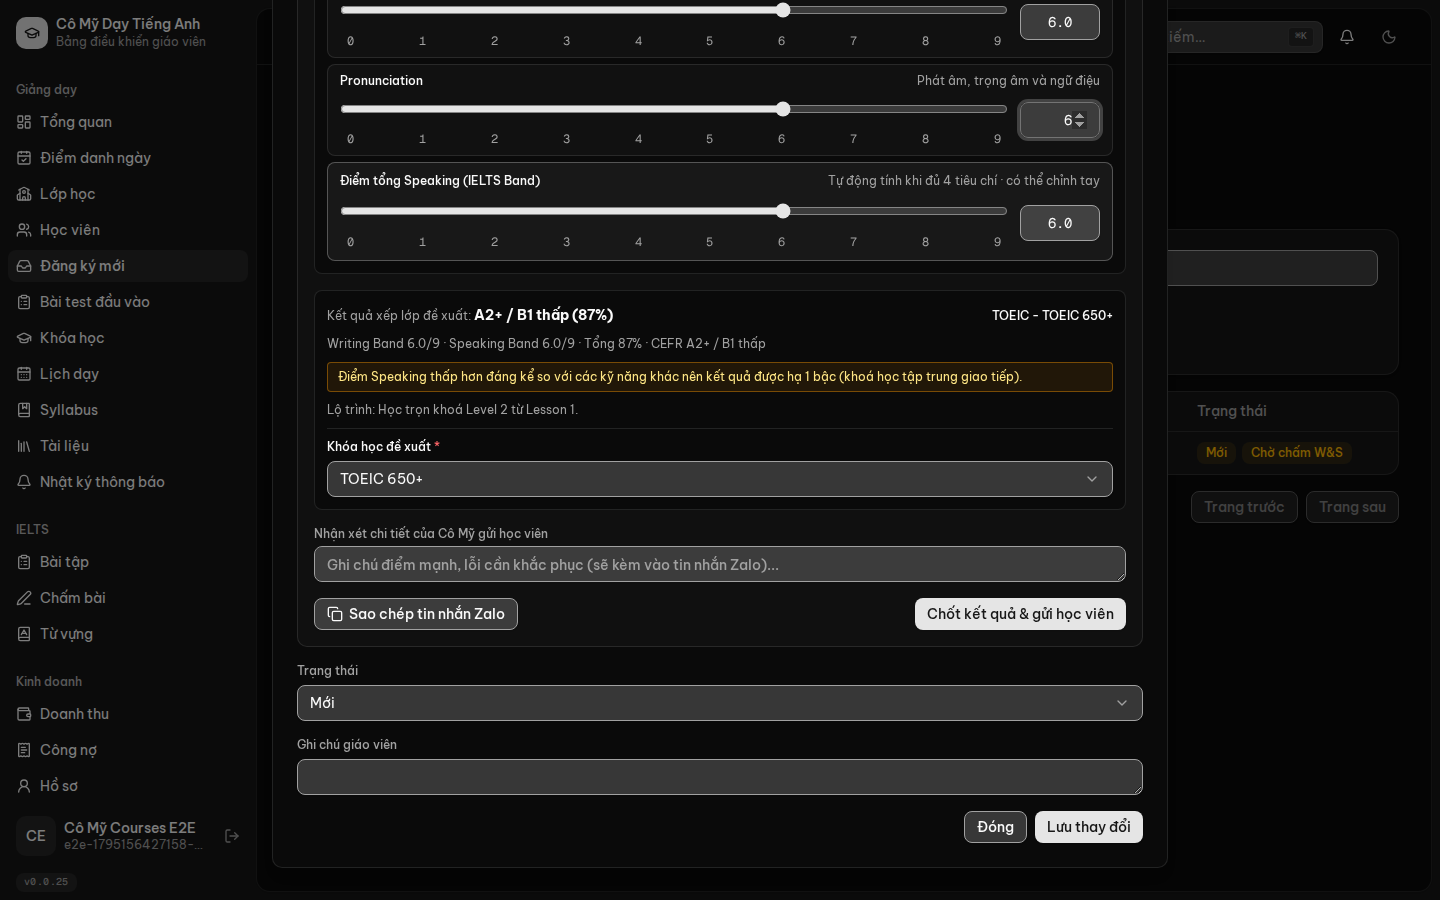 Cô Mỹ Dạy Tiếng Anh
Bảng điều khiển giáo viên
Giảng dạy
Tổng quan
Điểm danh ngày
Lớp học
Học viên
Đăng ký mới
Bài test đầu vào
Khóa học
Lịch dạy
Syllabus
Tài liệu
Nhật ký thông báo
IELTS
Bài tập
Chấm bài
Từ vựng
Kinh doanh
Doanh thu
Công nợ
Hồ sơ
CE
Cô Mỹ Courses E2E
e2e-1795156427158-...
v0.0.25
6.0
0 1 2 3 4 5 6 7 8 9
Pronunciation
Phát âm, trọng âm và ngữ điệu
6
0 1 2 3 4 5 6 7 8 9
Điểm tổng Speaking (IELTS Band)
Tự động tính khi đủ 4 tiêu chí · có thể chỉnh tay
6.0
0 1 2 3 4 5 6 7 8 9
Kết quả xếp lớp đề xuất: A2+ / B1 thấp (87%)
TOEIC - TOEIC 650+
Writing Band 6.0/9 · Speaking Band 6.0/9 · Tổng 87% · CEFR A2+ / B1 thấp
Điểm Speaking thấp hơn đáng kể so với các kỹ năng khác nên kết quả được hạ 1 bậc (khoá học tập trung giao tiếp).
Lộ trình: Học trọn khoá Level 2 từ Lesson 1.
Khóa học đề xuất *
TOEIC 650+
Nhận xét chi tiết của Cô Mỹ gửi học viên
Ghi chú điểm mạnh, lỗi cần khắc phục (sẽ kèm vào tin nhắn Zalo)...
Sao chép tin nhắn Zalo
Chốt kết quả & gửi học viên
Trạng thái
Mới
Ghi chú giáo viên
Đóng
Lưu thay đổi
iếm...
⌘K
Trạng thái
Mới
Chờ chấm W&S
Trang trước
Trang sau